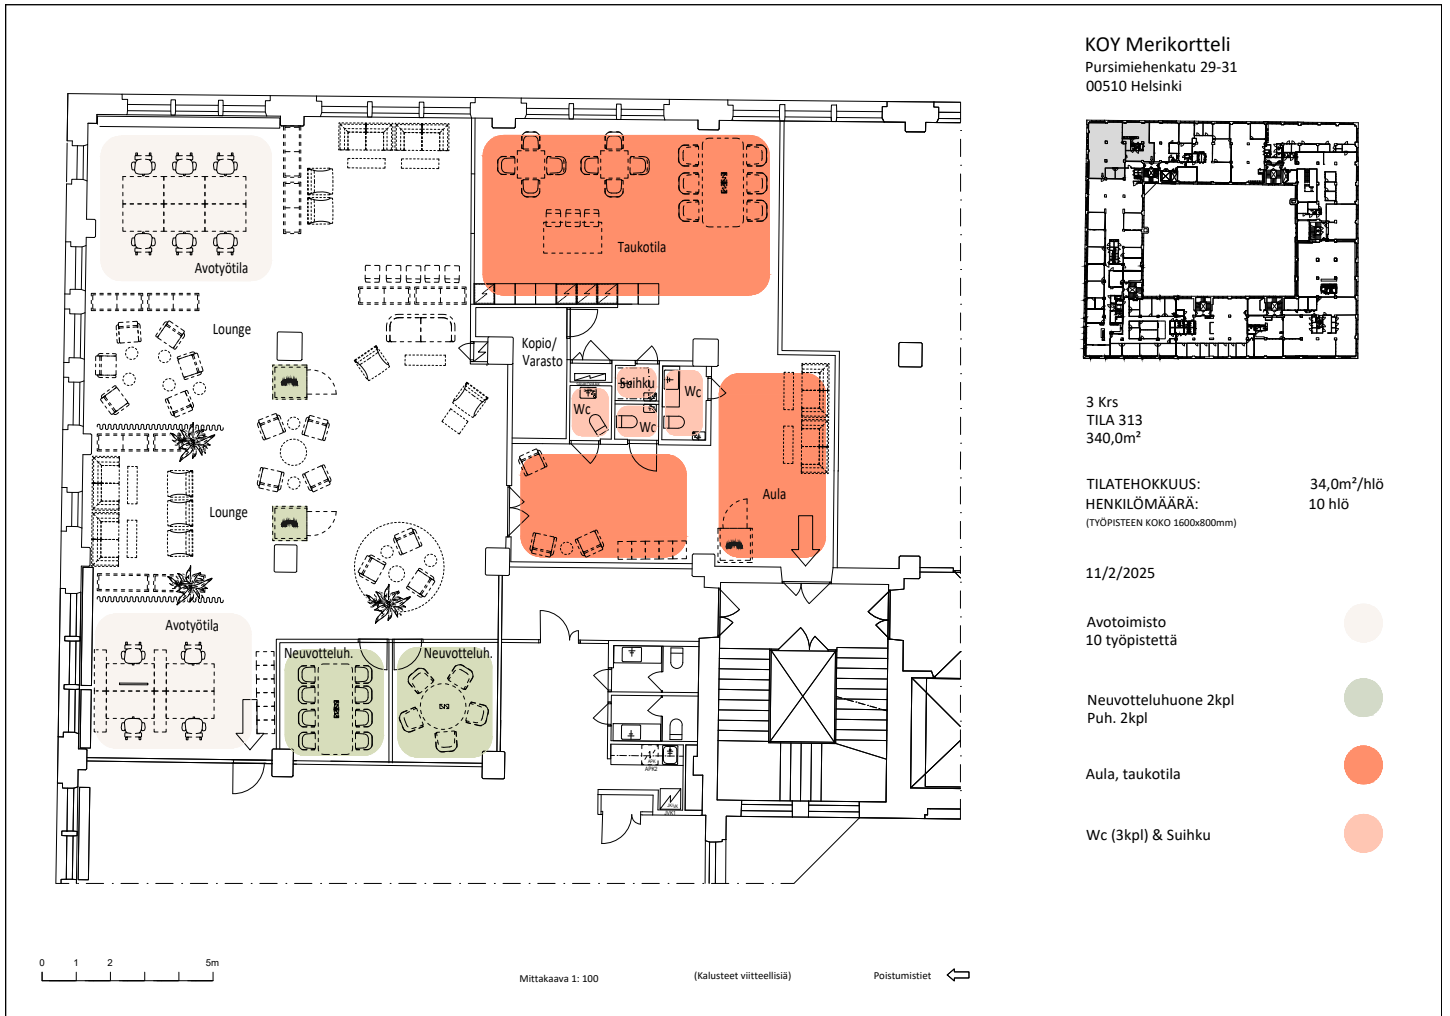 KOY Merikortteli
Pursimiehenkatu 29-31
00510 Helsinki
Taukotila
Avotyötila
Lounge
Kopio/
Varasto
Suihku
Wc
Wc
Wc
Aula
Lounge
Avotyötila
Neuvotteluh.
Neuvotteluh.
APK
APK2
3 Krs
TILA 313
340,0m²
TILATEHOKKUUS: 34,0m²/hlö
HENKILÖMÄÄRÄ: 10 hlö
(TYÖPISTEEN KOKO 1600x800mm)
11/2/2025
Avotoimisto
10 työpistettä
Neuvotteluhuone 2kpl
Puh. 2kpl
Aula, taukotila
Wc (3kpl) & Suihku
0 1 2 5m
Mittakaava 1: 100
(Kalusteet viitteellisiä)
Poistumistiet